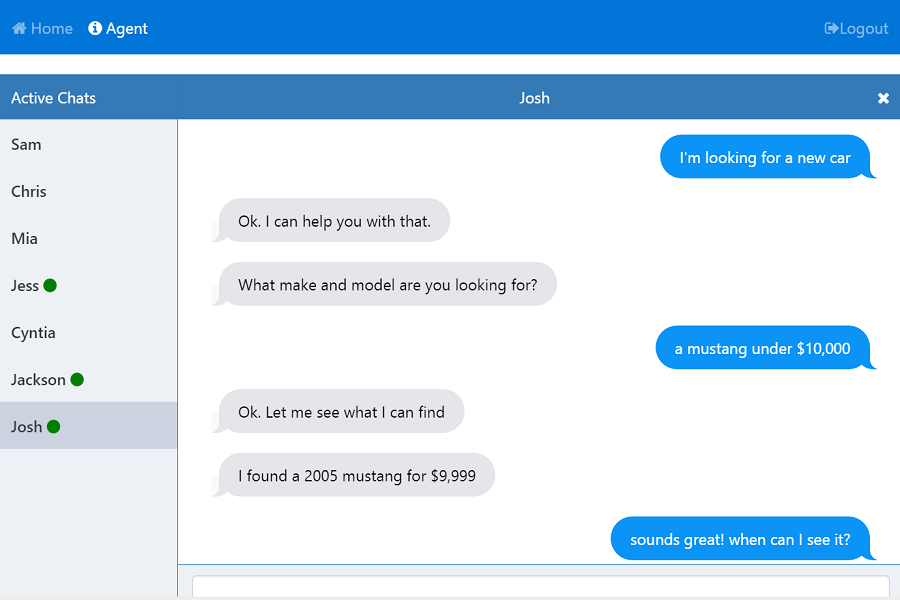 Home Agent Logout
Active Chats Josh
Sam
Chris
Mia
Jess
Cyntia
Jackson
Josh
I'm looking for a new car
Ok. I can help you with that.
What make and model are you looking for?
a mustang under $10,000
Ok. Let me see what I can find
I found a 2005 mustang for $9,999
sounds great! when can I see it?